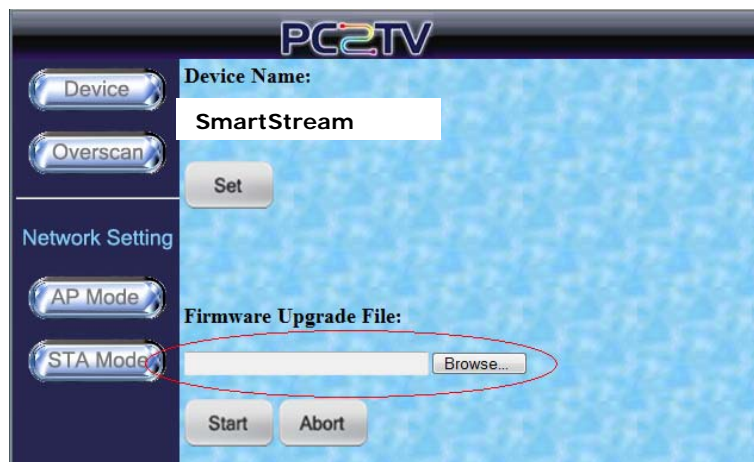 PC2TV
Device
Overscan
Network Setting
AP Mode
STA Mode
Device Name:
SmartStream
Set
Firmware Upgrade File:
Browse...
Start Abort